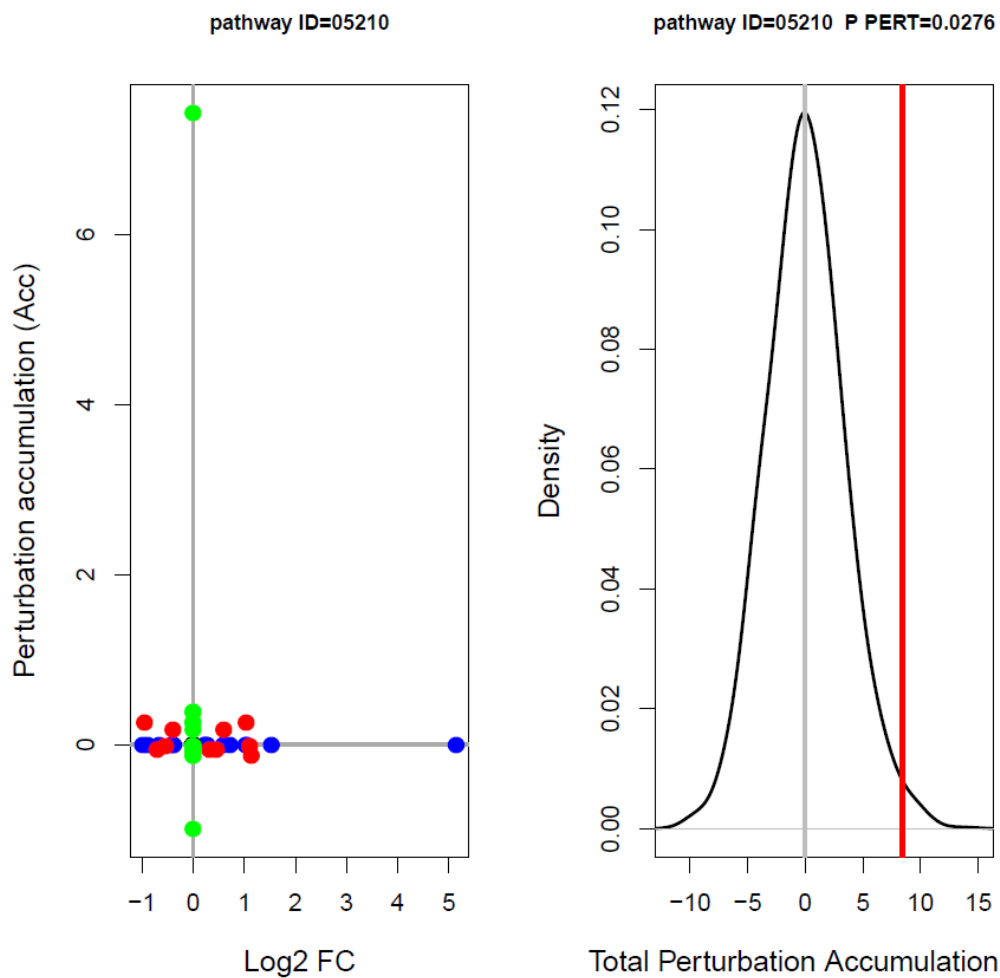 pathway ID=05210
Perturbation accumulation (Acc)
6
4
2
0
−1 0 1 2 3 4 5
Log2 FC
pathway ID=05210 P PERT=0.0276
Density
0.12
0.10
0.08
0.06
0.04
0.02
0.00
−10 −5 0 5 10 15
Total Perturbation Accumulation